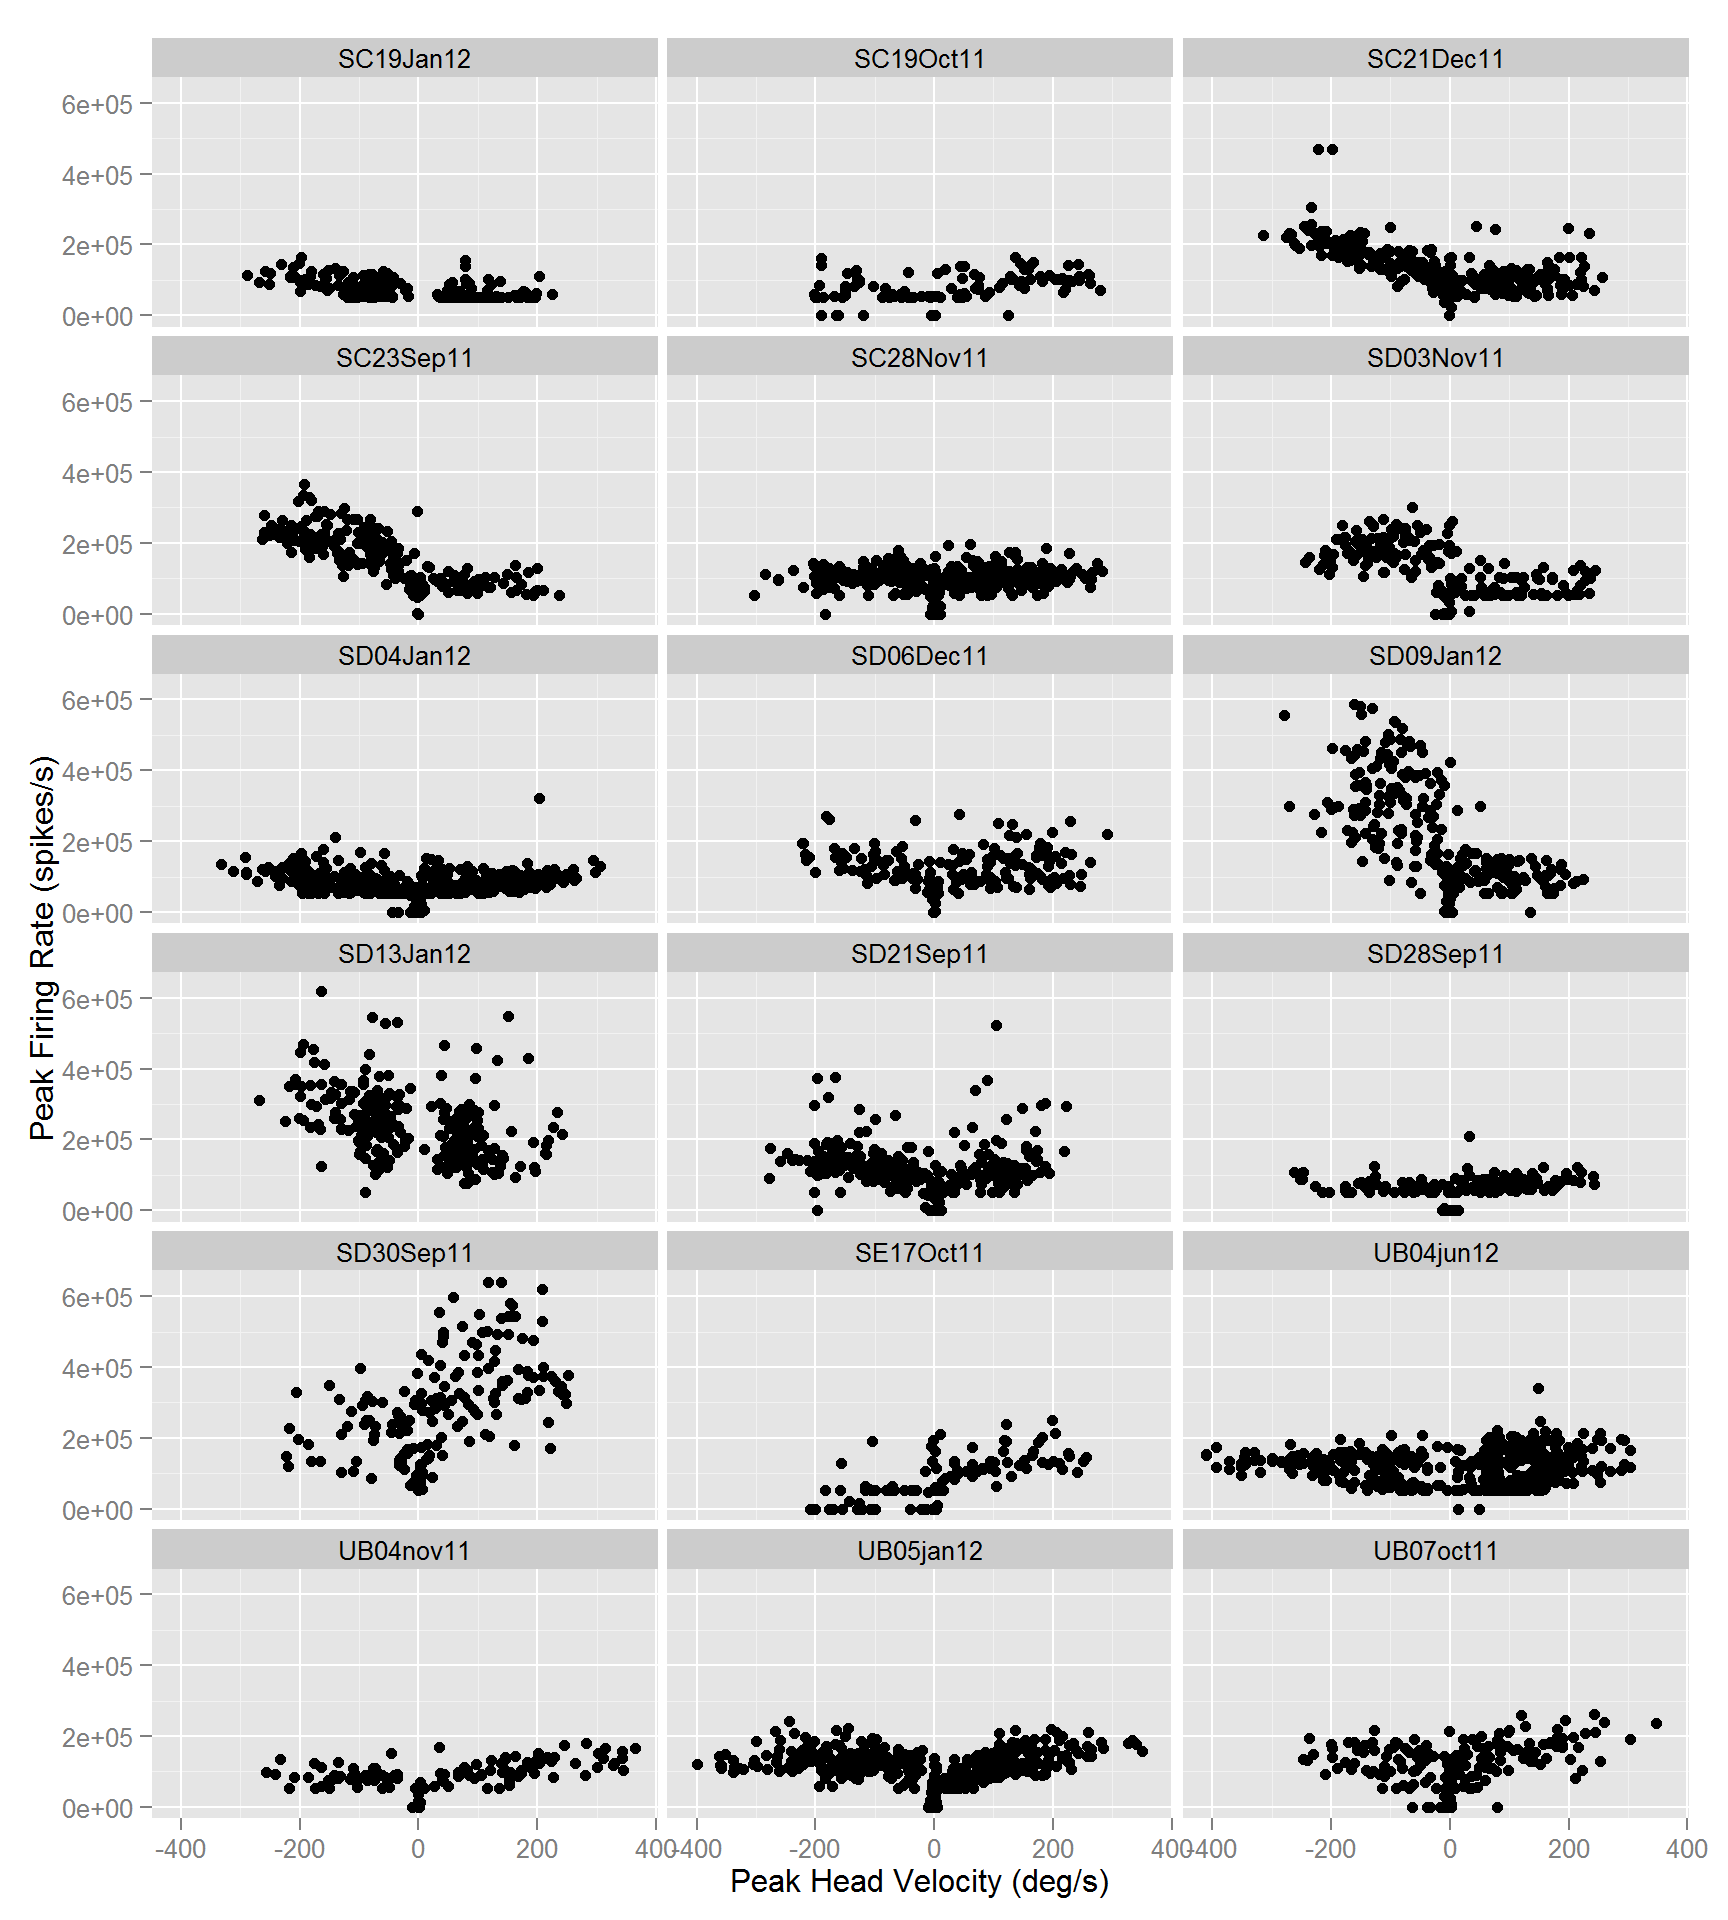 SC19Jan12 SC19Oct11 SC21Dec11
6e+05
4e+05
2e+05
0e+00
SC23Sep11 SC28Nov11 SD03Nov11
6e+05
4e+05
2e+05
0e+00
SD04Jan12 SD06Dec11 SD09Jan12
6e+05
4e+05
2e+05
0e+00
Peak Firing Rate (spikes/s)
SD13Jan12 SD21Sep11 SD28Sep11
6e+05
4e+05
2e+05
0e+00
SD30Sep11 SE17Oct11 UB04jun12
6e+05
4e+05
2e+05
0e+00
UB04nov11 UB05jan12 UB07oct11
6e+05
4e+05
2e+05
0e+00
-400 -200 0 200 400 -400 -200 0 200 400 -400 -200 0 200 400
Peak Head Velocity (deg/s)